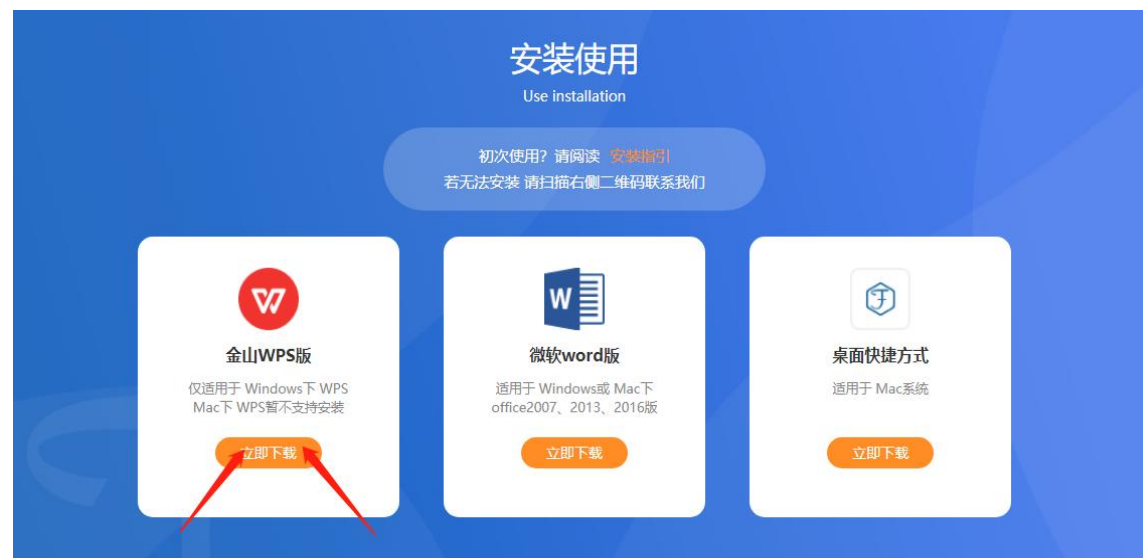 安装使用
Use installation
初次使用？请阅读 安装指引
若无法安装 请扫描右侧二维码联系我们
金山WPS版
仅适用于 Windows下 WPS
Mac下 WPS暂不支持安装
立即下载
W
微软word版
适用于 Windows或 Mac下
office2007、2013、2016版
立即下载
桌面快捷方式
适用于 Mac系统
立即下载